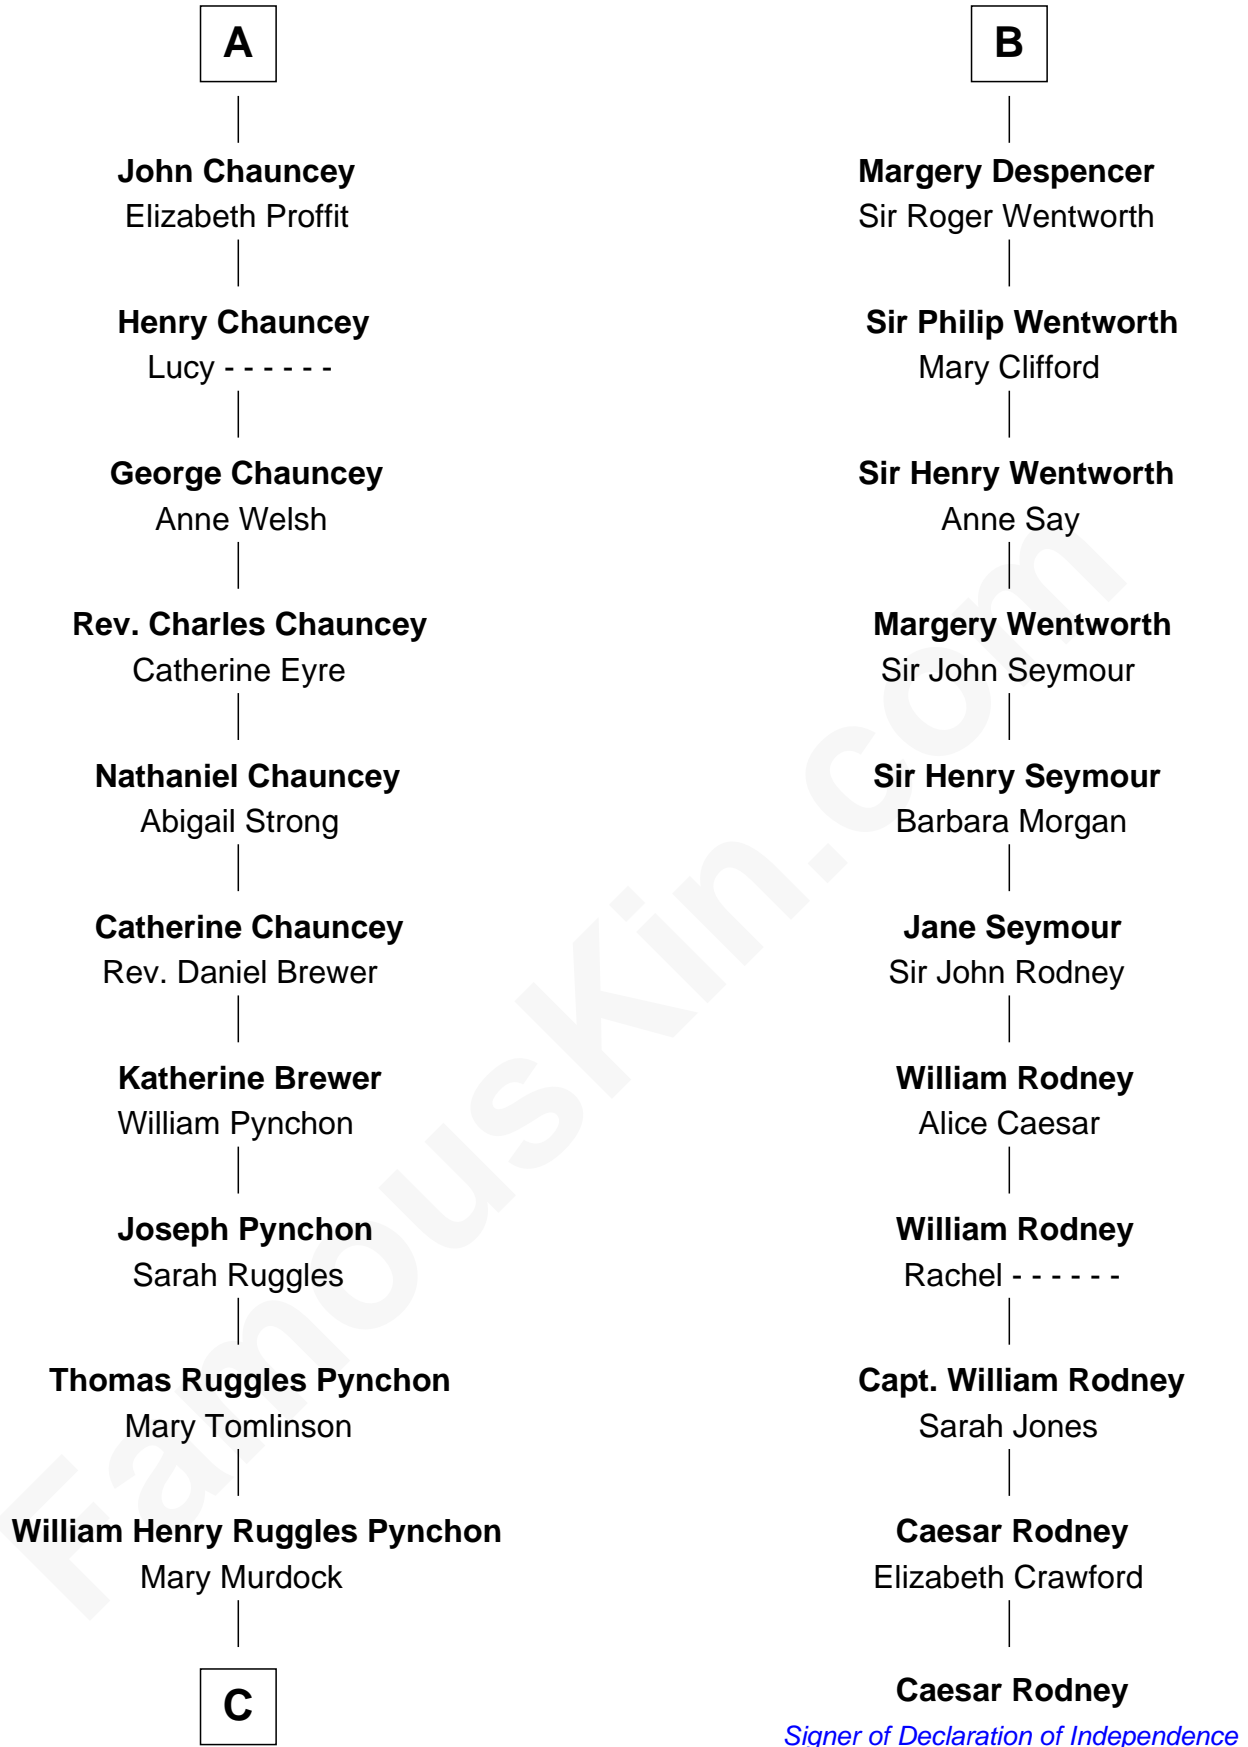 A
John Chauncey
Elizabeth Proffit
Henry Chauncey
Lucy - - - - - -
George Chauncey
Anne Welsh
Rev. Charles Chauncey
Catherine Eyre
Nathaniel Chauncey
Abigail Strong
Catherine Chauncey
Rev. Daniel Brewer
Katherine Brewer
William Pynchon
Joseph Pynchon
Sarah Ruggles
Thomas Ruggles Pynchon
Mary Tomlinson
William Henry Ruggles Pynchon
Mary Murdock
C
B
Margery Despencer
Sir Roger Wentworth
Sir Philip Wentworth
Mary Clifford
Sir Henry Wentworth
Anne Say
Margery Wentworth
Sir John Seymour
Sir Henry Seymour
Barbara Morgan
Jane Seymour
Sir John Rodney
William Rodney
Alice Caesar
William Rodney
Rachel - - - - - -
Capt. William Rodney
Sarah Jones
Caesar Rodney
Elizabeth Crawford
Caesar Rodney
Signer of Declaration of Independence
FamousKin.com